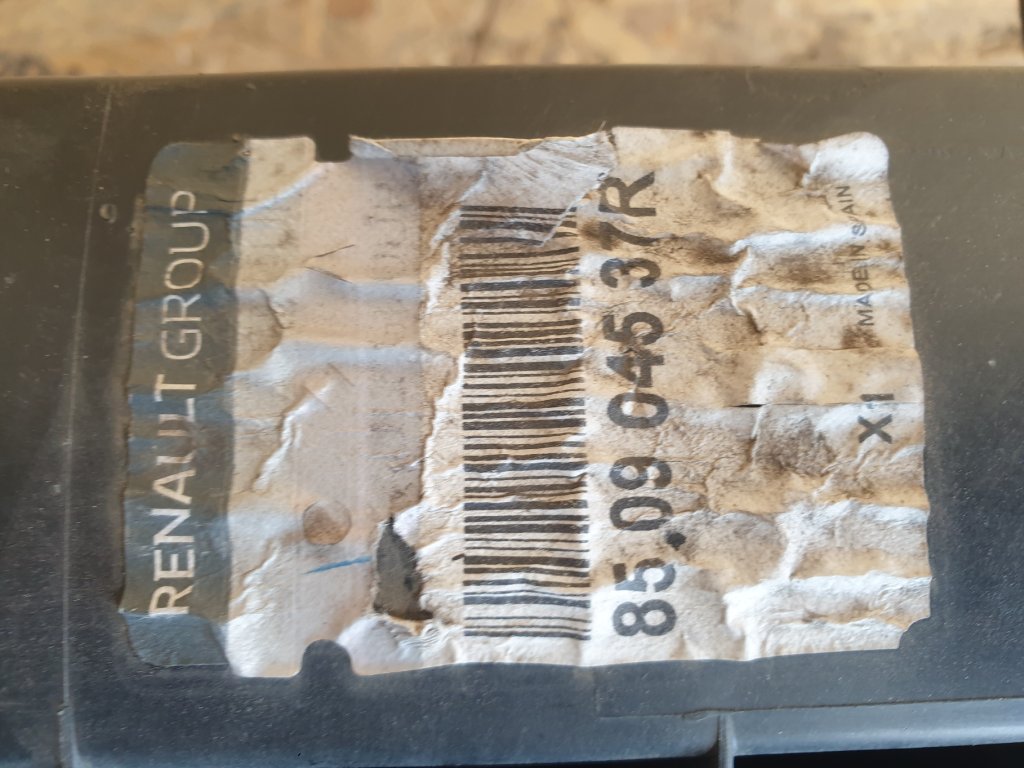 RENAULT GROUP
85.09 045 37R
X1 MADE IN SPAIN